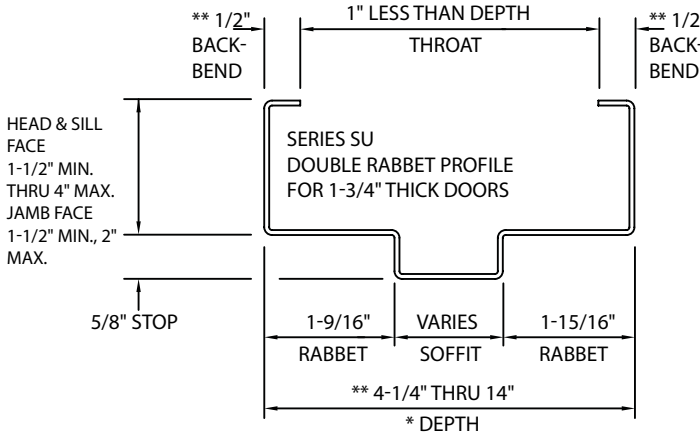 ** 1/2"
BACK-
BEND
1" LESS THAN DEPTH
THROAT
** 1/2
BACK-
BEND
HEAD & SILL
FACE
1-1/2" MIN.
THRU 4" MAX.
JAMB FACE
1-1/2" MIN., 2"
MAX.
SERIES SU
DOUBLE RABBET PROFILE
FOR 1-3/4" THICK DOORS
5/8" STOP
1-9/16"
RABBET
VARIES
SOFFIT
1-15/16"
RABBET
** 4-1/4" THRU 14"
* DEPTH